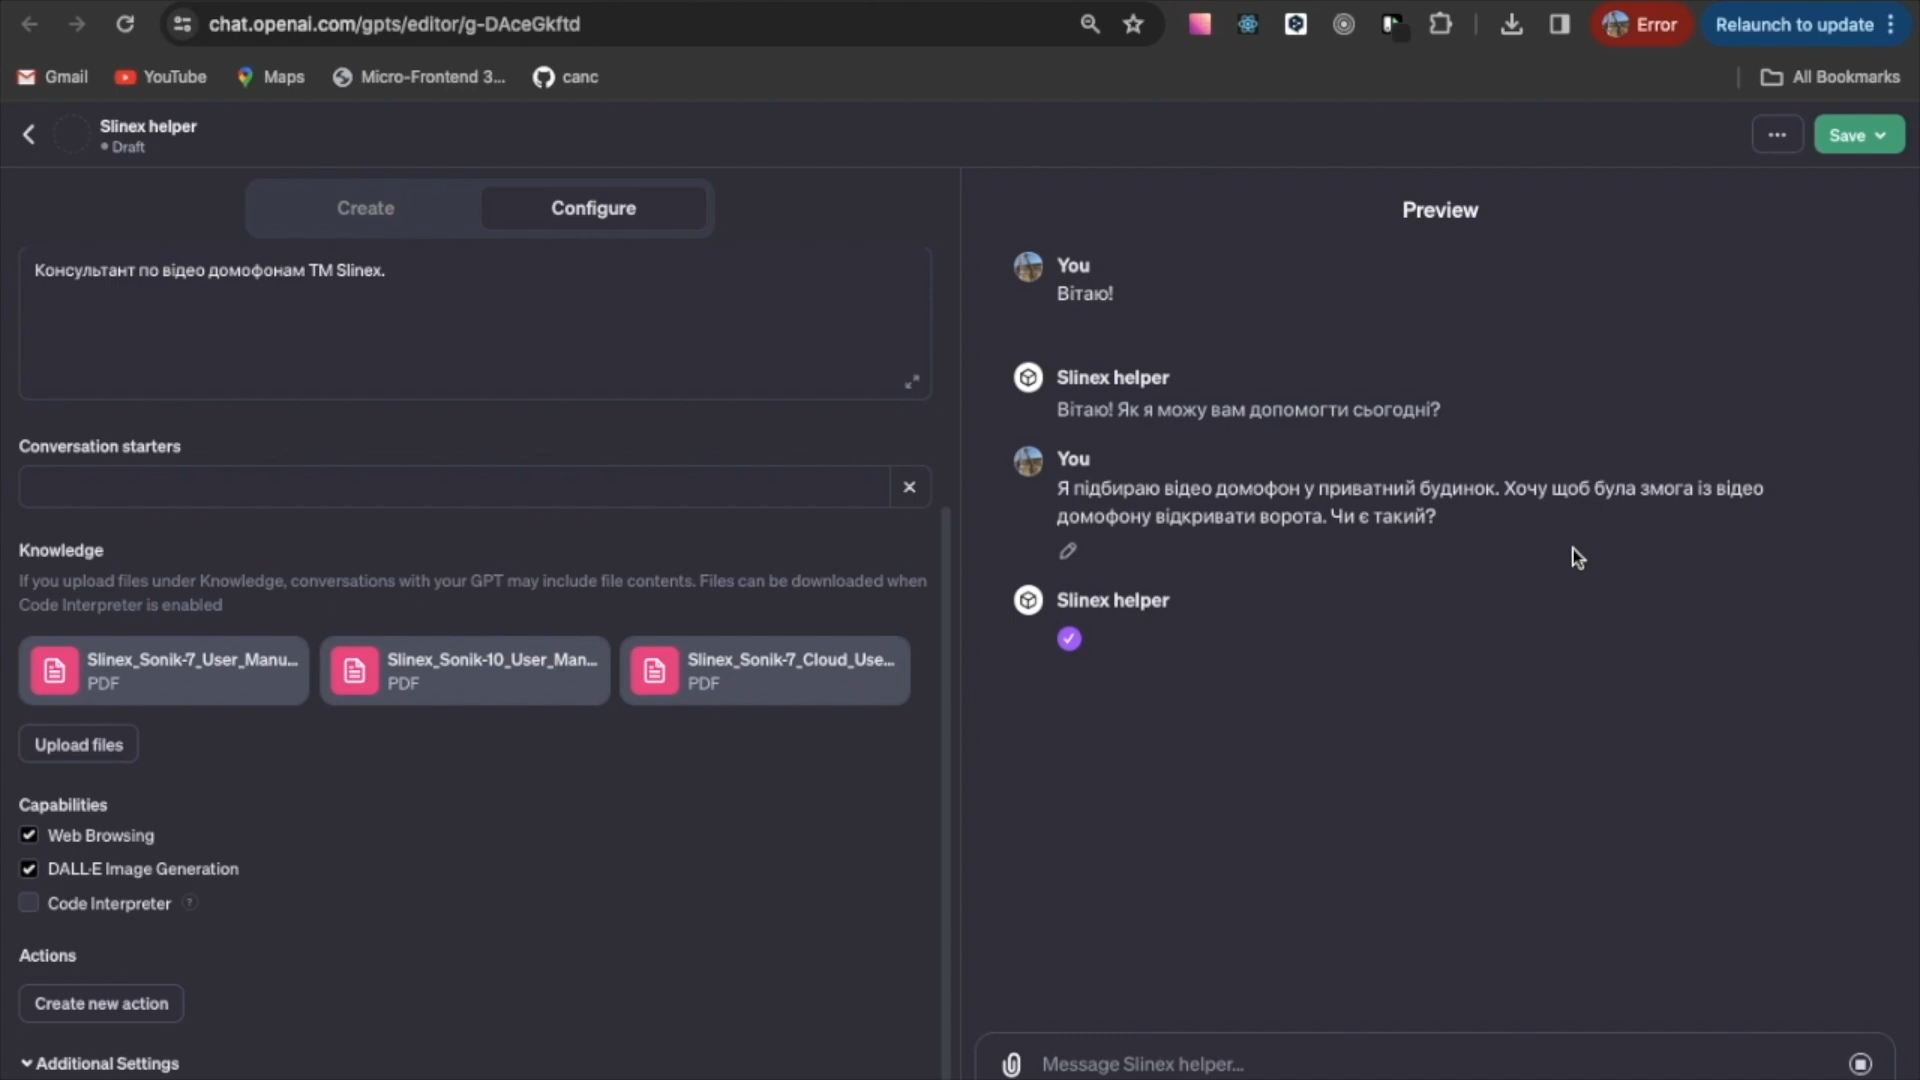 chat.openai.com/gpts/editor/g-DAceGkftd
Error
Relaunch to update
Gmail
YouTube
Maps
Micro-Frontend 3...
canc
All Bookmarks
Slinex helper
Draft
Save
Create
Configure
Консультант по відео домофонам ТМ Slinex.
Conversation starters
Knowledge
If you upload files under Knowledge, conversations with your GPT may include file contents. Files can be downloaded when
Code Interpreter is enabled
Slinex_Sonik-7_User_Manu...
PDF
Slinex_Sonik-10_User_Man...
PDF
Slinex_Sonik-7_Cloud_Use...
PDF
Upload files
Capabilities
Web Browsing
DALL·E Image Generation
Code Interpreter ?
Actions
Create new action
Additional Settings
Preview
You
Вітаю!
Slinex helper
Вітаю! Як я можу вам допомогти сьогодні?
You
Я підбираю відео домофон у приватний будинок. Хочу щоб була змога із відео
домофону відкривати ворота. Чи є такий?
Slinex helper
Message Slinex helper...